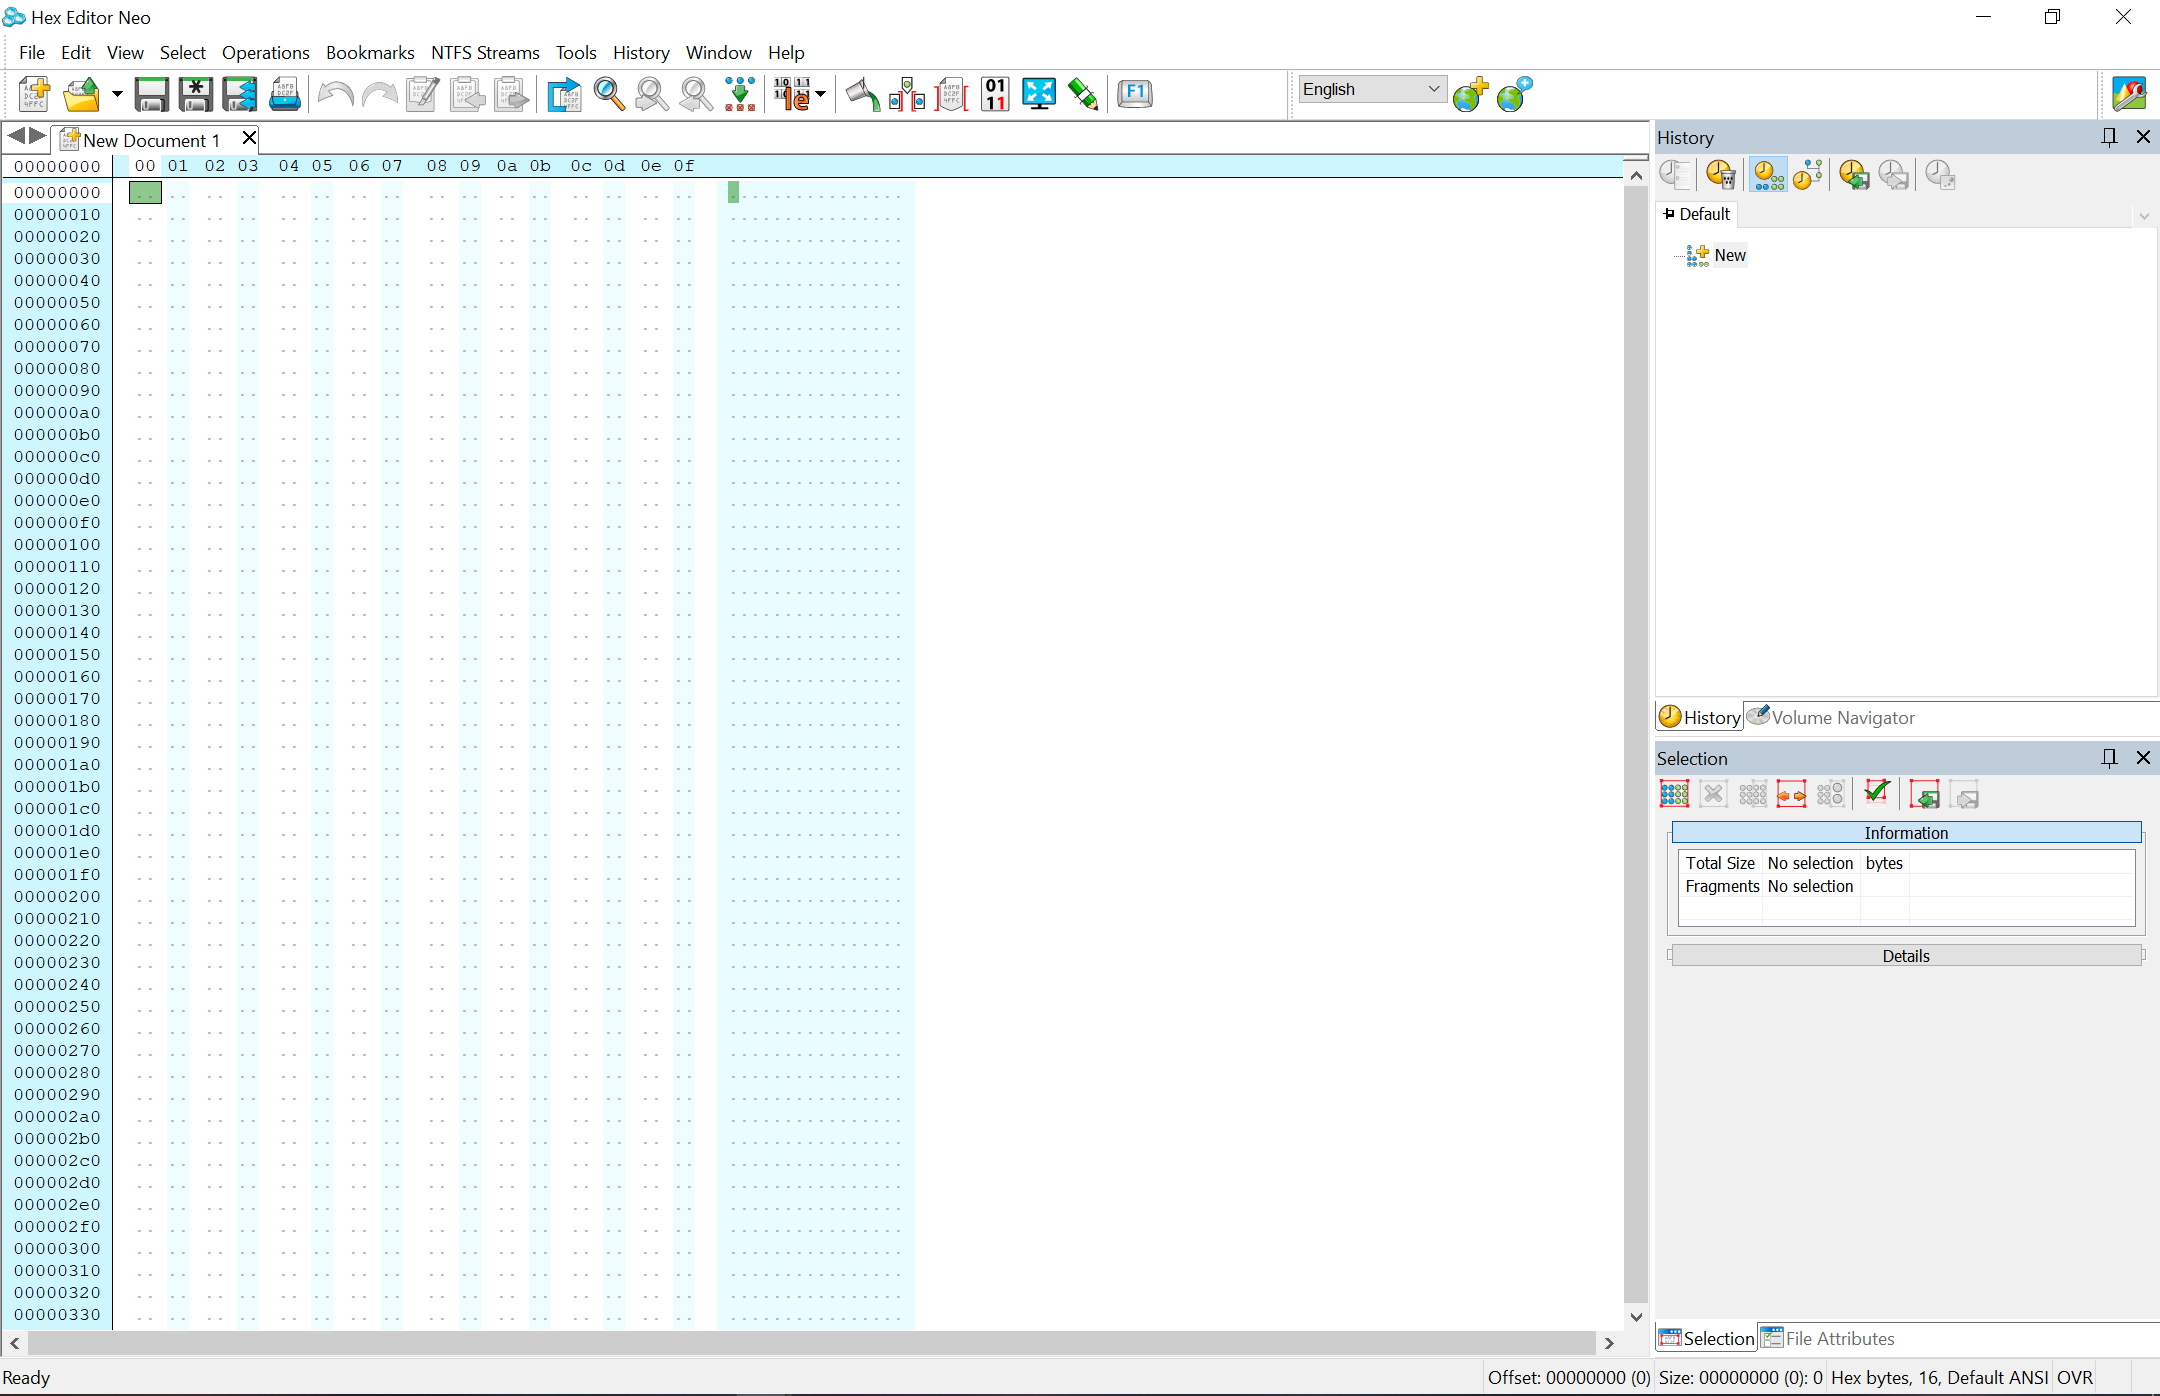 Hex Editor Neo
File Edit View Select Operations Bookmarks NTFS Streams Tools History Window Help
F1
English
New Document 1
00000000 00 01 02 03 04 05 06 07 08 09 0a 0b 0c 0d 0e 0f
00000000
00000010
00000020
00000030
00000040
00000050
00000060
00000070
00000080
00000090
000000a0
000000b0
000000c0
000000d0
000000e0
000000f0
00000100
00000110
00000120
00000130
00000140
00000150
00000160
00000170
00000180
00000190
000001a0
000001b0
000001c0
000001d0
000001e0
000001f0
00000200
00000210
00000220
00000230
00000240
00000250
00000260
00000270
00000280
00000290
000002a0
000002b0
000002c0
000002d0
000002e0
000002f0
00000300
00000310
00000320
00000330
History
Default
New
History Volume Navigator
Selection
Information
Total Size No selection bytes
Fragments No selection
Details
Selection File Attributes
Ready
Offset: 00000000 (0) Size: 00000000 (0): 0 Hex bytes, 16, Default ANSI OVR